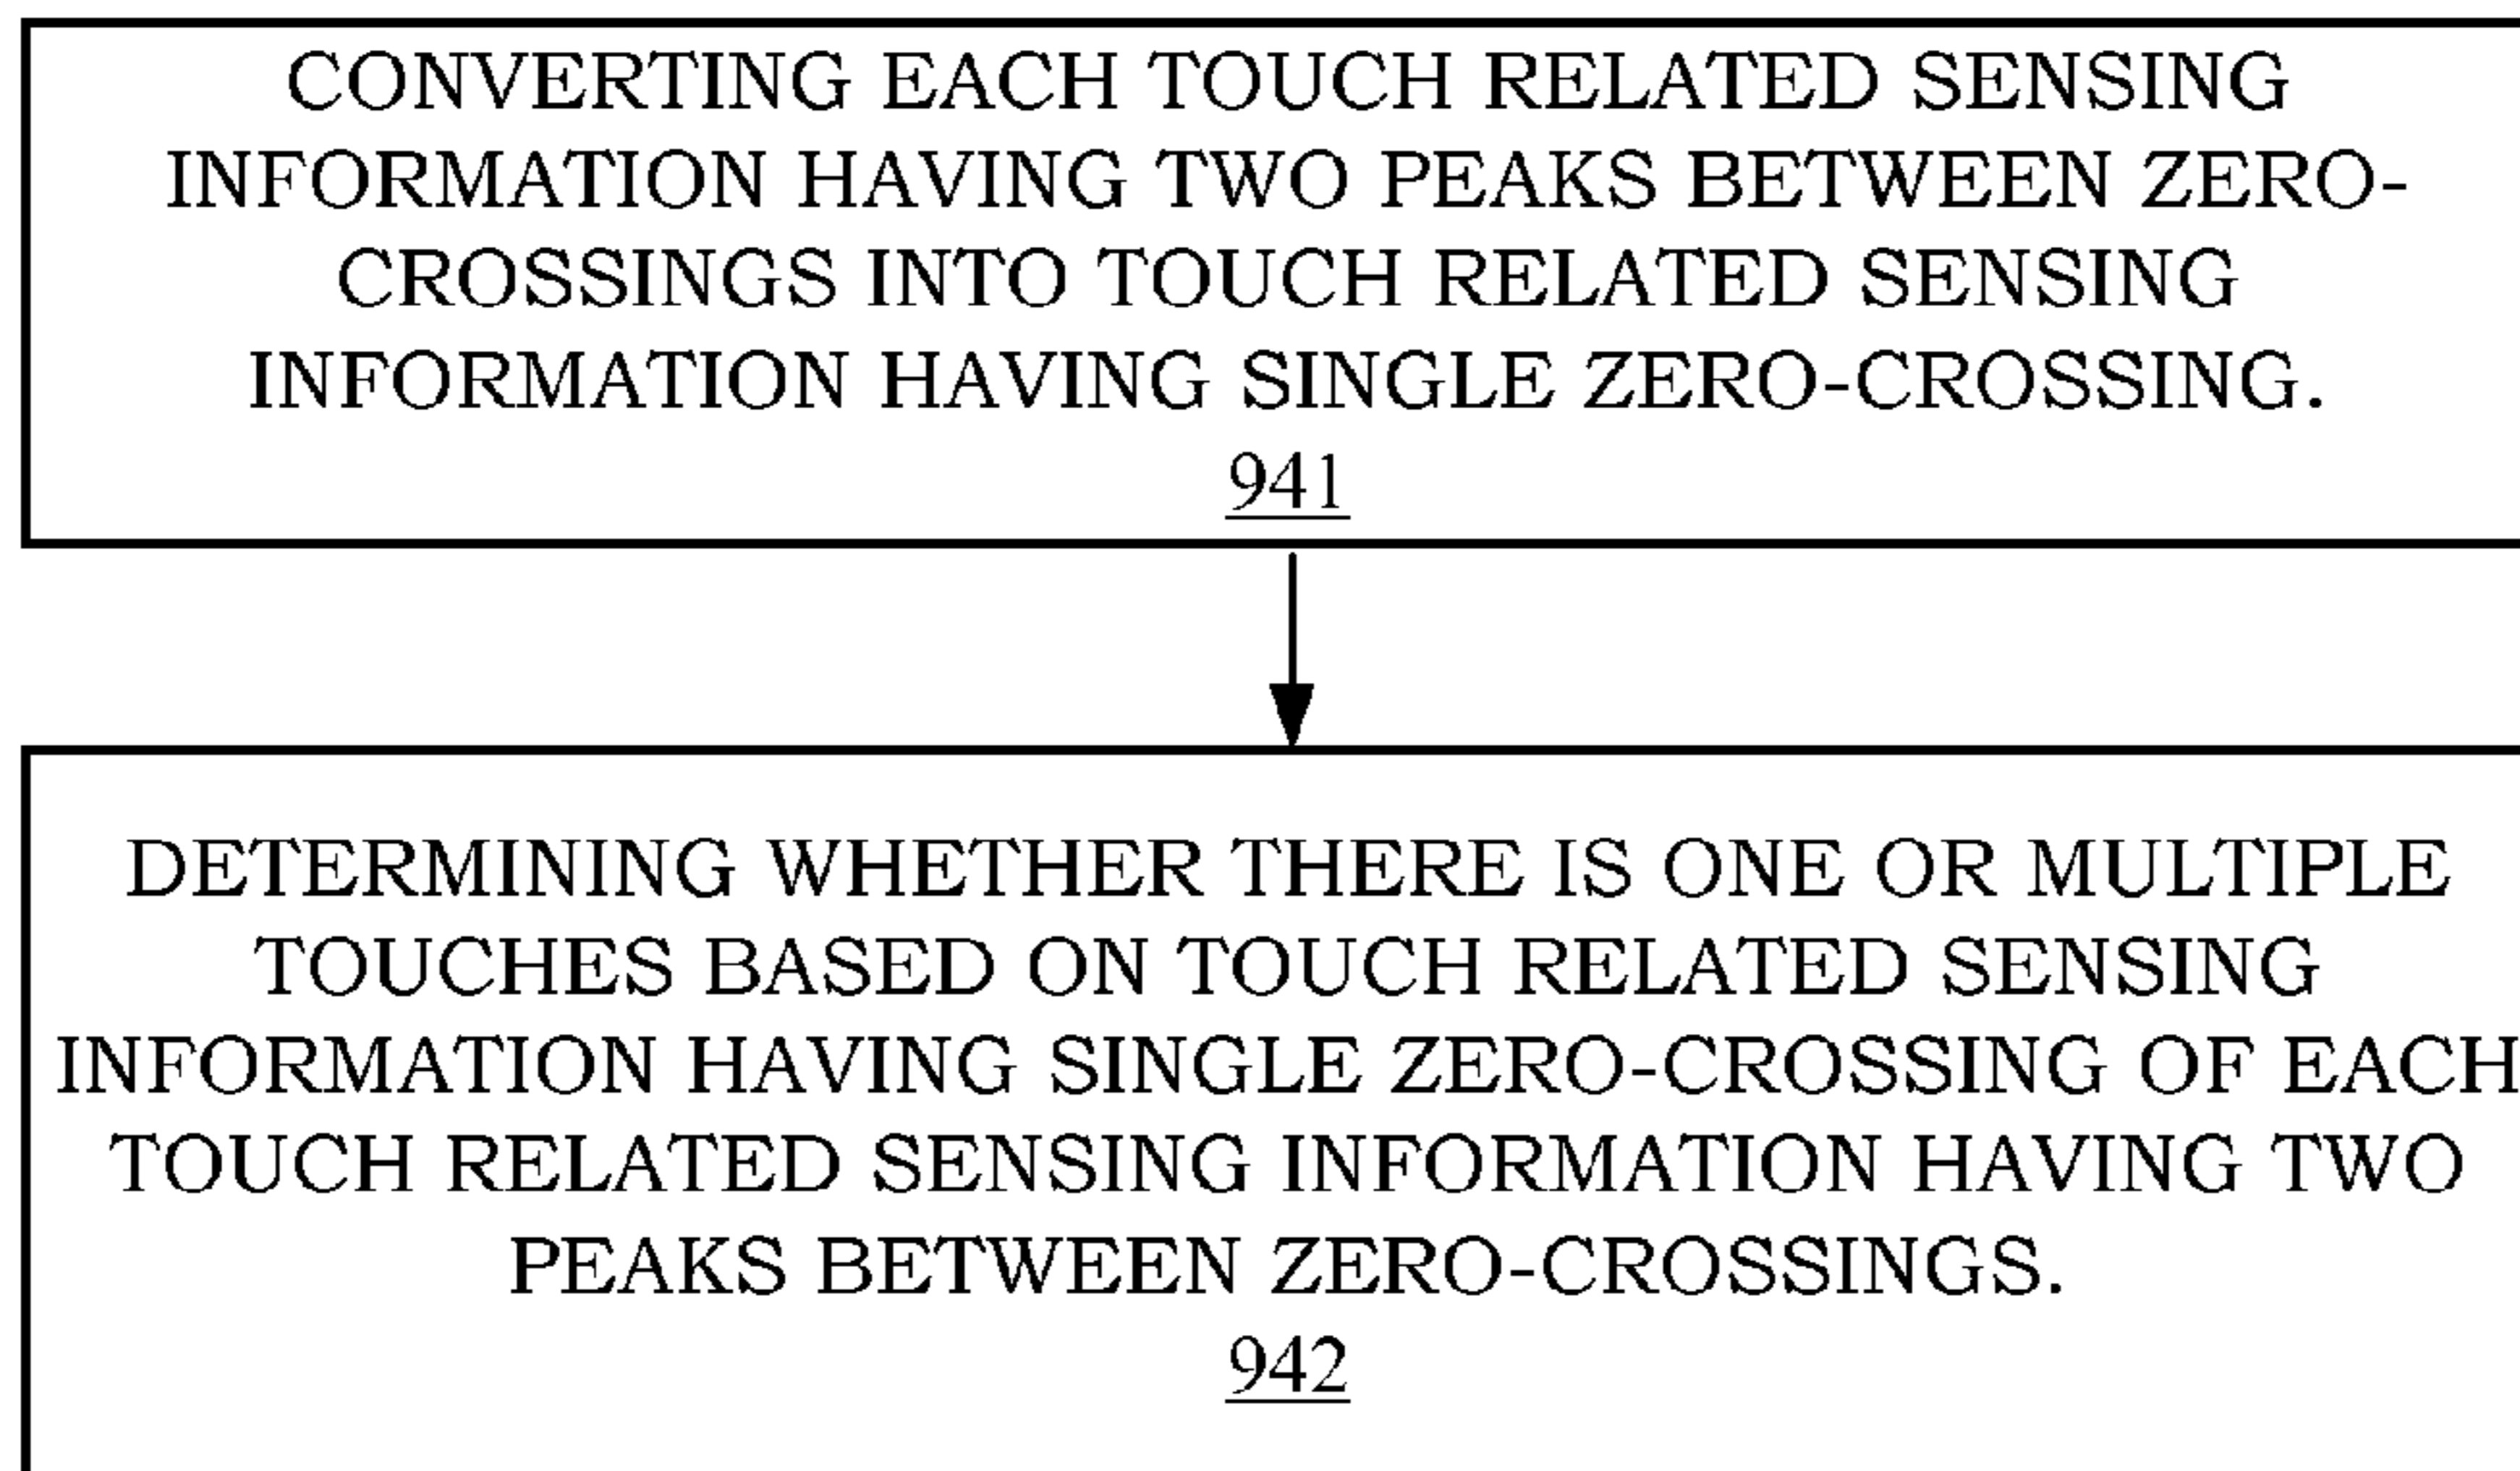 CONVERTING EACH TOUCH RELATED SENSING
INFORMATION HAVING TWO PEAKS BETWEEN ZERO-
CROSSINGS INTO TOUCH RELATED SENSING
INFORMATION HAVING SINGLE ZERO-CROSSING.
941
DETERMINING WHETHER THERE IS ONE OR MULTIPLE
TOUCHES BASED ON TOUCH RELATED SENSING
INFORMATION HAVING SINGLE ZERO-CROSSING OF EACH
TOUCH RELATED SENSING INFORMATION HAVING TWO
PEAKS BETWEEN ZERO-CROSSINGS.
942